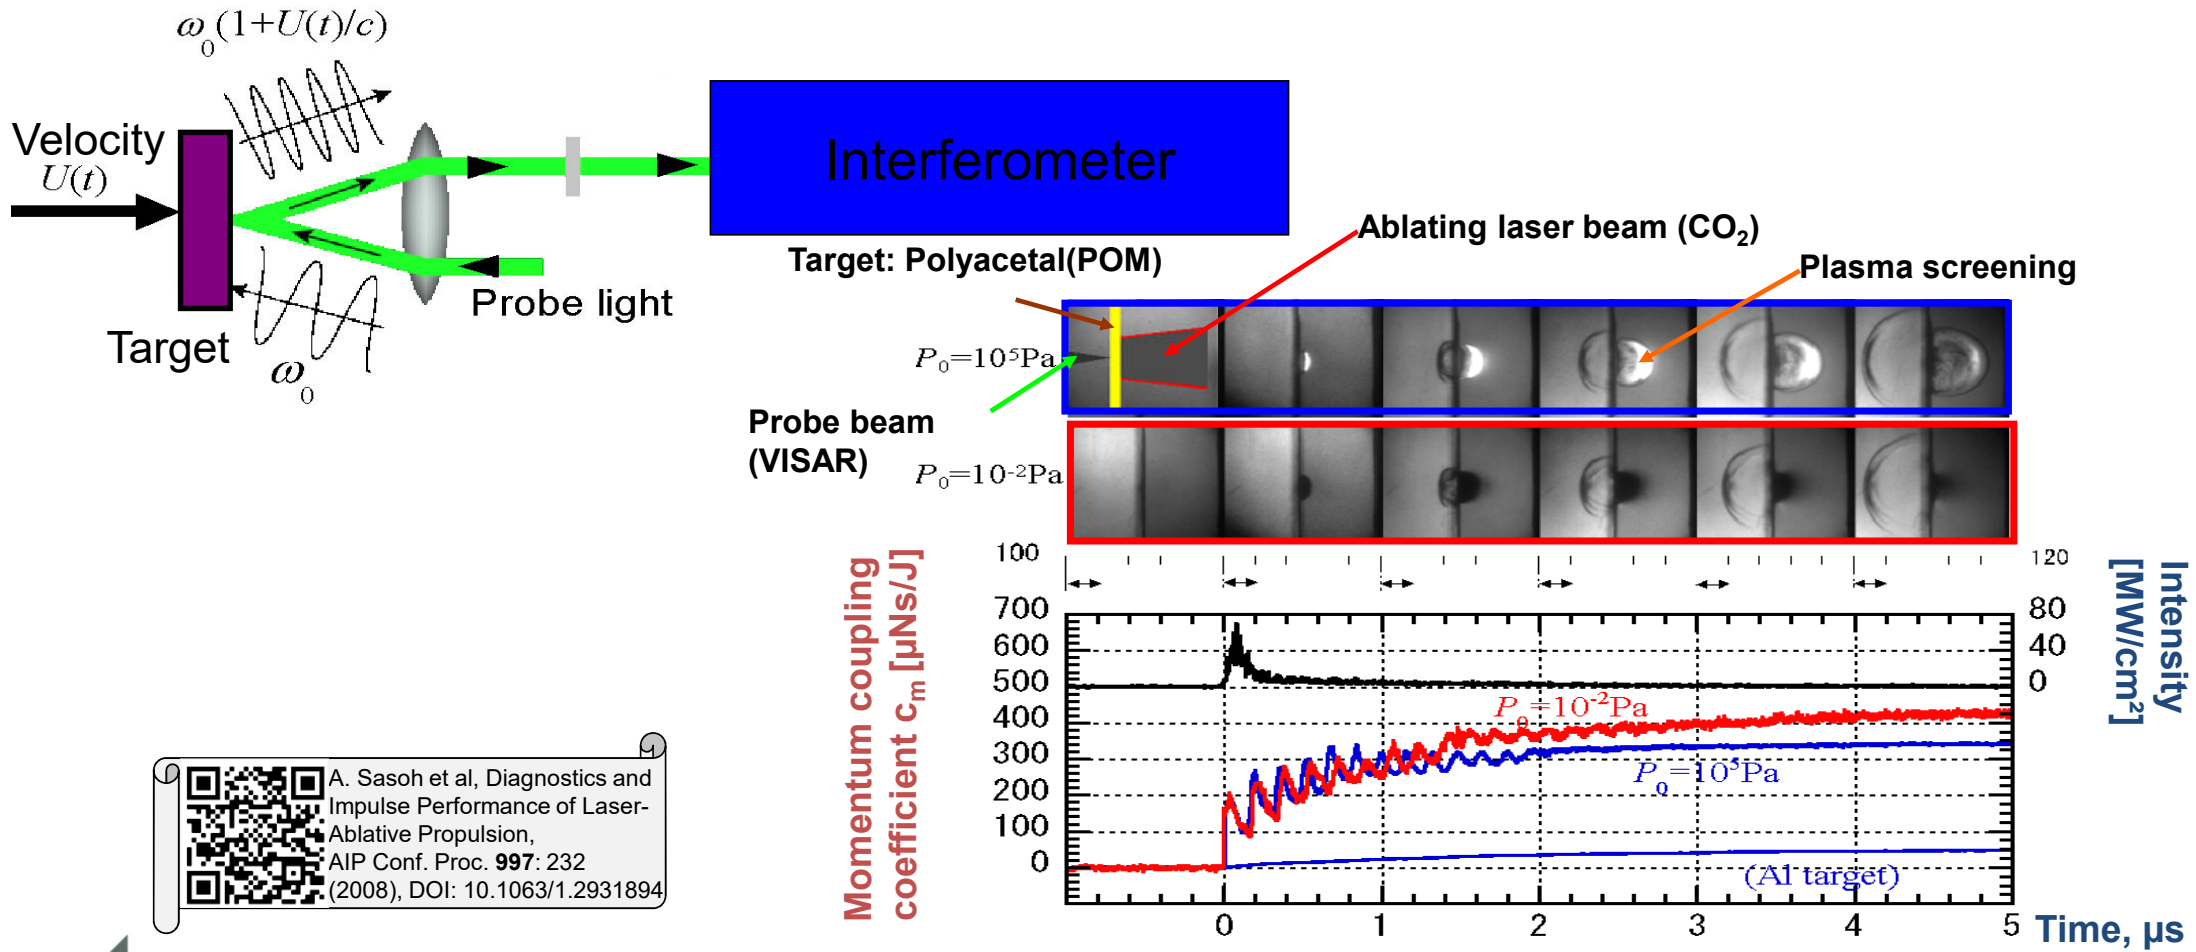 ω₀(1+U(t)/c)
Velocity
U(t)
Target
ω₀
Probe light
Interferometer
Target: Polyacetal(POM)
Ablating laser beam (CO₂)
Plasma screening
P₀=10⁵Pa
Probe beam
(VISAR)
P₀=10⁻²Pa
Momentum coupling
coefficient cₘ [µNs/J]
100
700
600
500
400
300
200
100
0
120
80
40
0
Intensity
[MW/cm²]
P₀=10⁻²Pa
P₀=10⁵Pa
(Al target)
0 1 2 3 4 5
Time, µs
A. Sasoh et al, Diagnostics and
Impulse Performance of Laser-
Ablative Propulsion,
AIP Conf. Proc. 997: 232
(2008), DOI: 10.1063/1.2931894